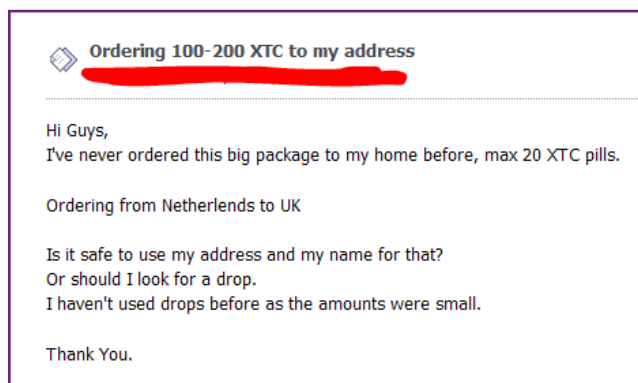 Ordering 100-200 XTC to my address
Hi Guys,
I've never ordered this big package to my home before, max 20 XTC pills.
Ordering from Netherlends to UK
Is it safe to use my address and my name for that?
Or should I look for a drop.
I haven't used drops before as the amounts were small.
Thank You.